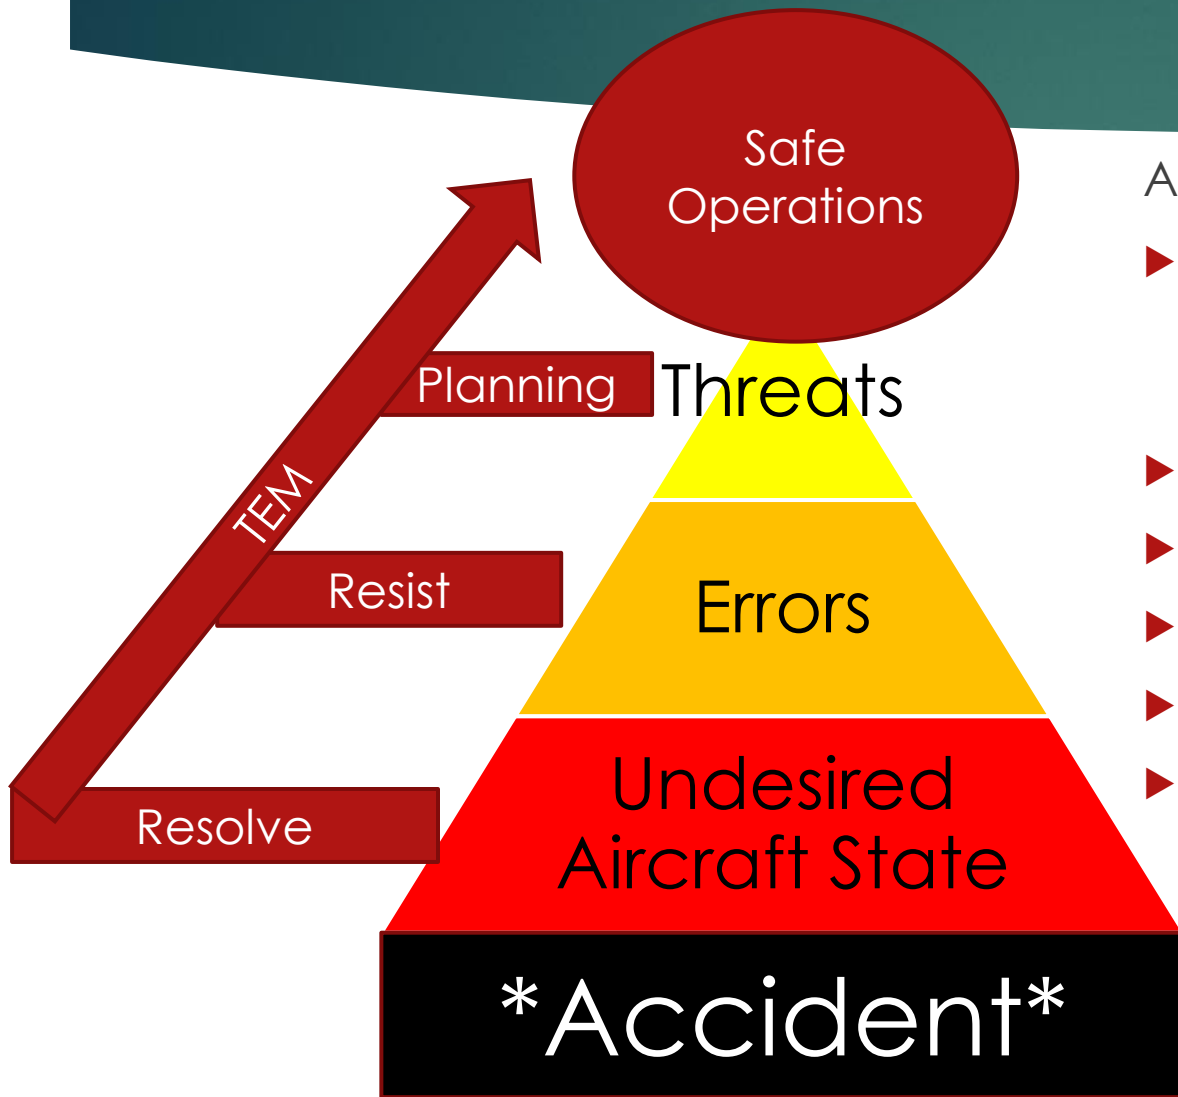 Safe
Operations
A
Planning
Threats
TEM
Resist
Errors
Undesired
Aircraft State
Resolve
*Accident*